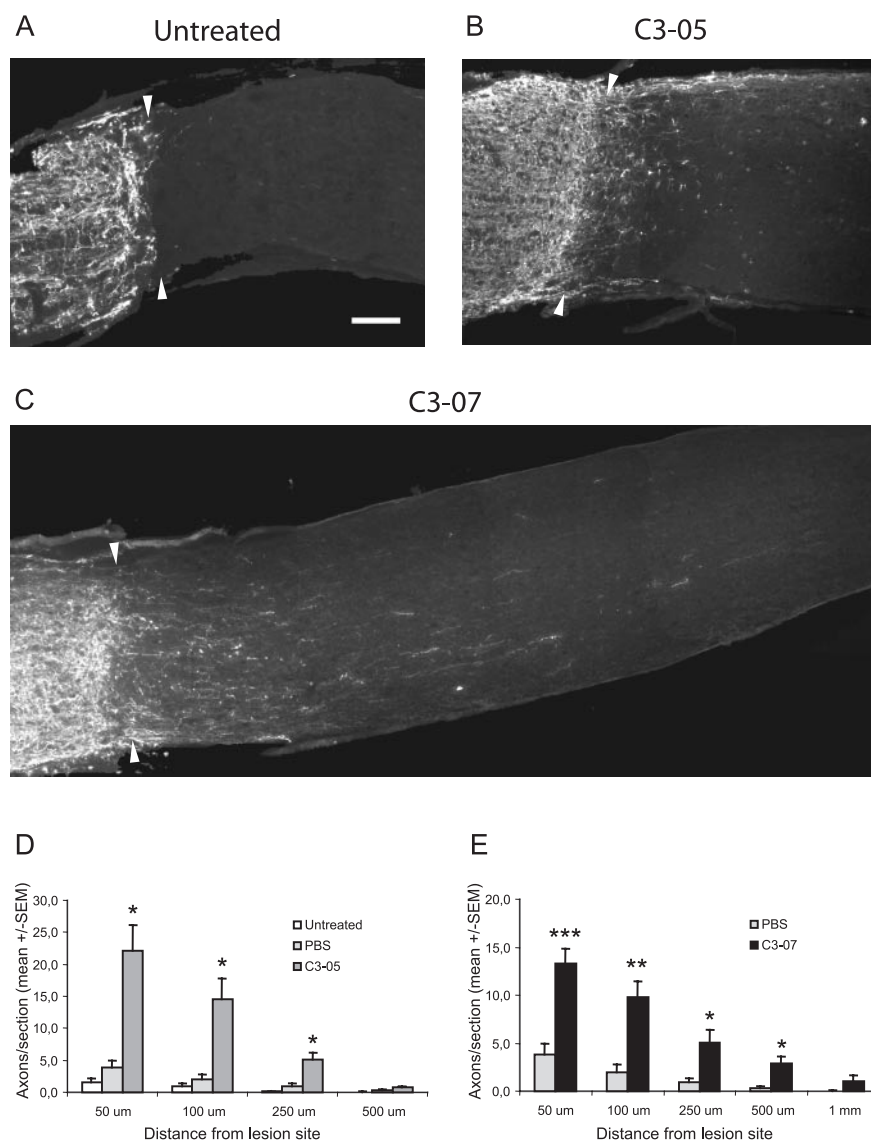 A
Untreated
B
C3-05
C
C3-07
D
Axons/section (mean +/-SEM)
30,0
25,0
20,0
15,0
10,0
5,0
0,0
*
*
*
Untreated
PBS
C3-05
50 um
100 um
250 um
500 um
Distance from lesion site
E
Axons/section (mean +/-SEM)
20,0
15,0
10,0
5,0
0,0
***
**
*
*
PBS
C3-07
50 um
100 um
250 um
500 um
1 mm
Distance from lesion site